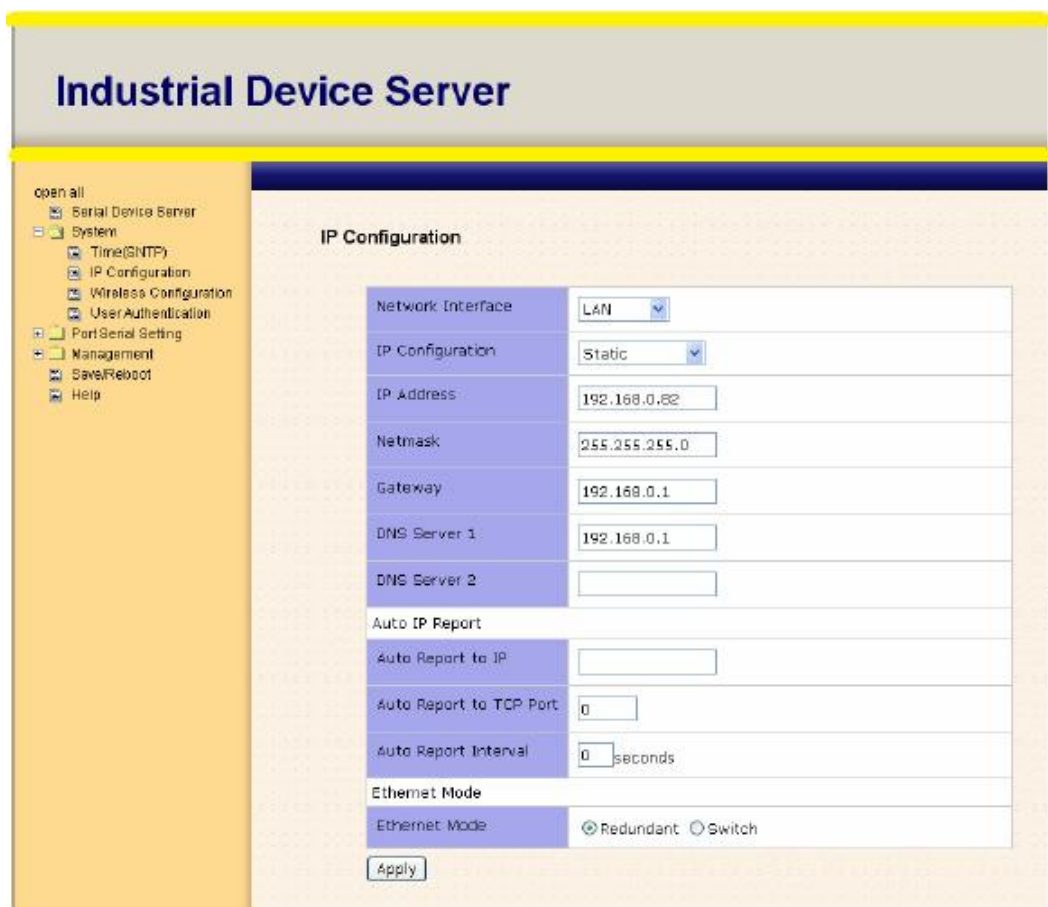 Industrial Device Server
open all
Serial Device Server
System
Time(SNTP)
IP Configuration
Wireless Configuration
User Authentication
Port Serial Setting
Management
Save/Reboot
Help
IP Configuration
Network Interface LAN
IP Configuration Static
IP Address 192.168.0.82
Netmask 255.255.255.0
Gateway 192.168.0.1
DNS Server 1 192.168.0.1
DNS Server 2
Auto IP Report
Auto Report to IP
Auto Report to TCP Port 0
Auto Report Interval 0 seconds
Ethernet Mode
Ethernet Mode Redundant Switch
Apply